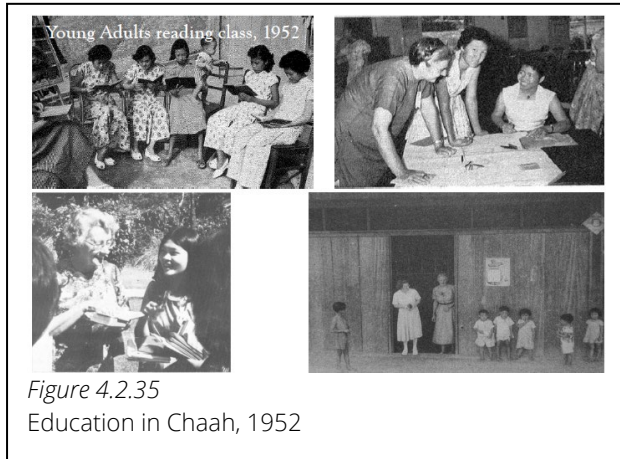 Young Adults reading class, 1952
Figure 4.2.35
Education in Chaah, 1952